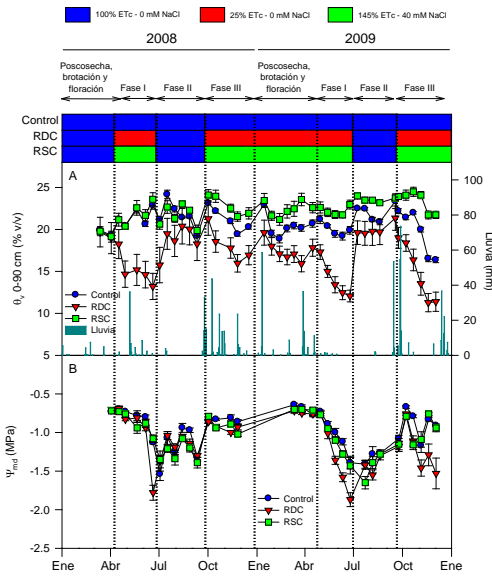 100% ETc - 0 mM NaCl
25% ETc - 0 mM NaCl
145% ETc - 40 mM NaCl
2008
2009
Poscosecha,
brotación y
floración
Fase I
Fase II
Fase III
Poscosecha,
brotación y
floración
Fase I
Fase II
Fase III
Control
RDC
RSC
A
θv 0-90 cm (% v/v)
25
20
15
10
5
Control
RDC
RSC
Lluvia
100
80
60
40
20
0
Lluvia (mm)
B
Ψmd (MPa)
-0.5
-1.0
-1.5
-2.0
-2.5
Control
RDC
RSC
Ene
Abr
Jul
Oct
Ene
Abr
Jul
Oct
Ene